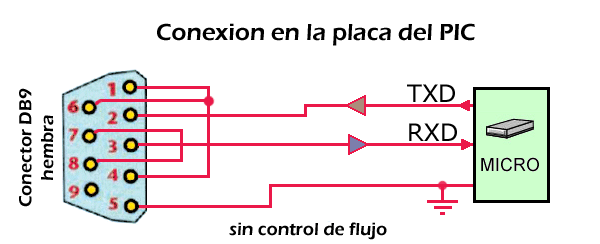 Conexion en la placa del PIC
Conector DB9
hembra
1
6
2
7
3
8
4
9
5
TXD
RXD
MICRO
sin control de flujo